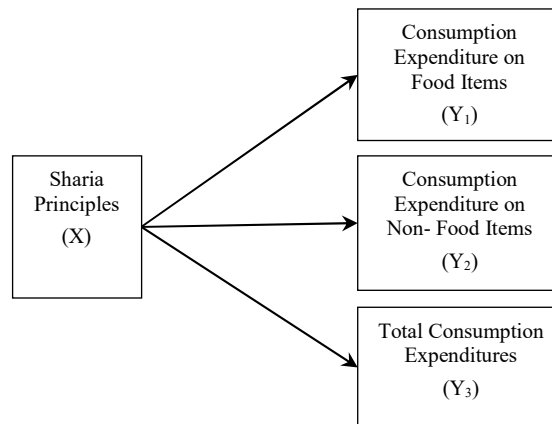 Consumption
Expenditure on
Food Items
(Y₁)
Sharia
Principles
(X)
Consumption
Expenditure on
Non- Food Items
(Y₂)
Total Consumption
Expenditures
(Y₃)